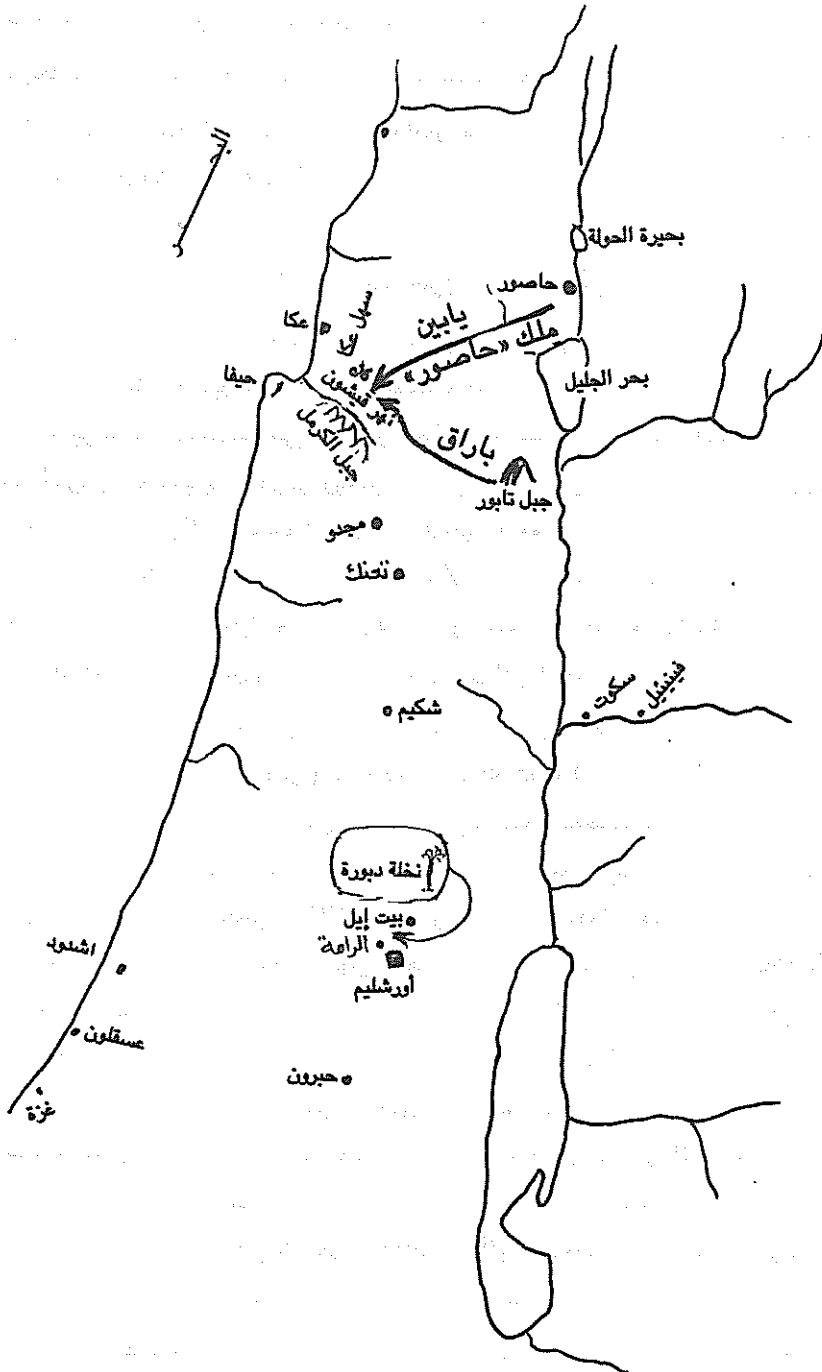 البحر
بحيرة الحولة
حاصور
يابين
ملك «حاصور»
سهل عكا
عكا
حيفا
نهر قيشون
بحر الجليل
جبل الكرمل
باراق
جبل تابور
مجدو
تعنك
سكوت
فينيئيل
شكيم
نخلة دبورة
بيت إيل
الرامة
أورشليم
اشدود
عسقلون
حبرون
غزة